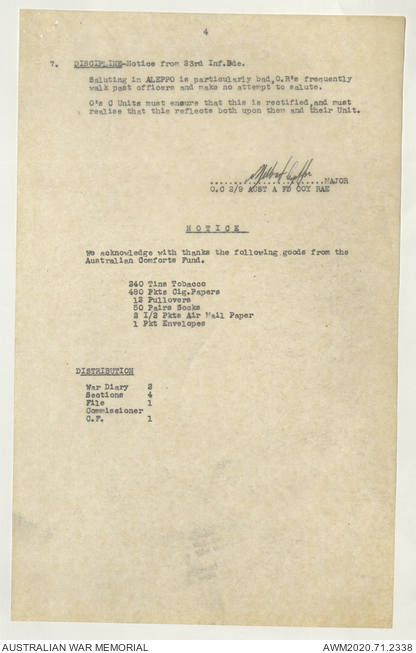 4
7. DISCIPLINE-Notice from 23rd Inf.Bde.
Saluting in ALEPPO is particularly bad,O.R's frequently
walk past officers and make no attempt to salute.
O's C Units must ensure that this is rectified,and must
realise that this reflects both upon them and their Unit.
.......................MAJOR
O.C 2/9 AUST A FD COY RAE
NOTICE
We acknowledge with thanks the following goods from the
Australian Comforts Fund.
240 Tins Tobacco
480 Pkts Cig.Papers
12 Pullovers
50 Pairs Socks
2 I/2 Pkts Air Mail Paper
1 Pkt Envelopes
DISTRIBUTION
War Diary 2
Sections 4
File 1
Commissioner
C.F. 1
AUSTRALIAN WAR MEMORIAL
AWM2020.71.2338